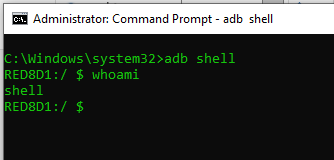 Administrator: Command Prompt - adb shell
C:\Windows\system32>adb shell
RED8D1:/ $ whoami
shell
RED8D1:/ $